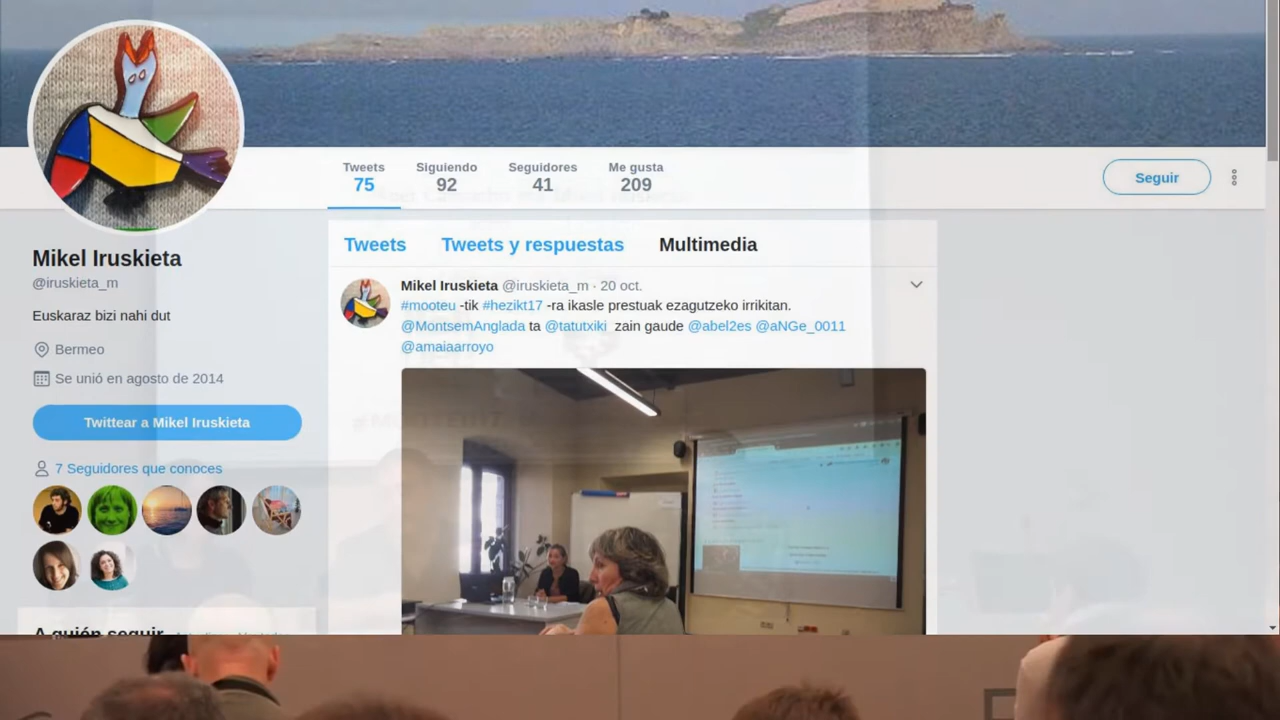 Tweets
75
Siguiendo
92
Seguidores
41
Me gusta
209
Seguir
Mikel Iruskieta
@iruskieta_m
Euskaraz bizi nahi dut
Bermeo
Se unió en agosto de 2014
Twittear a Mikel Iruskieta
7 Seguidores que conoces
A quién seguir
Tweets Tweets y respuestas Multimedia
Mikel Iruskieta @iruskieta_m · 20 oct.
#mooteu -tik #hezikt17 -ra ikasle prestuak ezagutzeko irrikitan.
@MontsemAnglada ta @tatutxiki zain gaude @abel2es @aNGe_0011
@amaiaarroyo